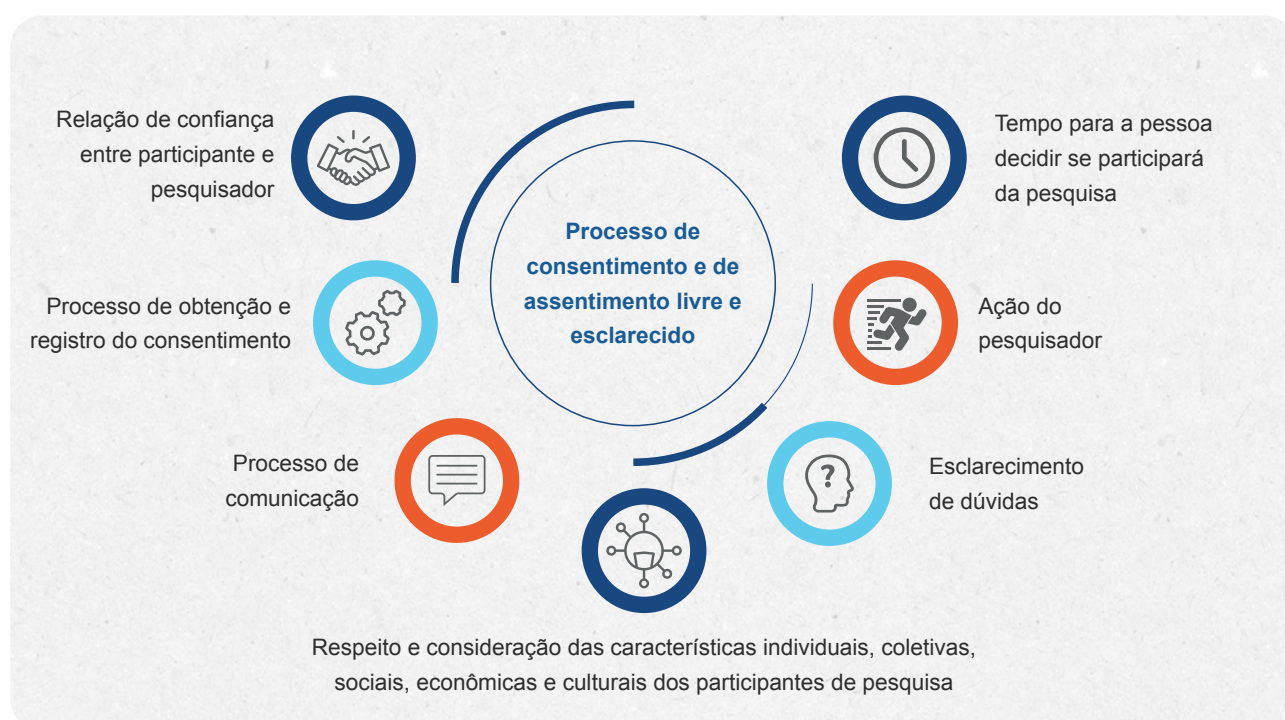 Relação de confiança
entre participante e
pesquisador
Processo de obtenção e
registro do consentimento
Processo de
comunicação
Processo de
consentimento e de
assentimento livre e
esclarecido
Tempo para a pessoa
decidir se participará
da pesquisa
Ação do
pesquisador
?
Esclarecimento
de dúvidas
Respeito e consideração das características individuais, coletivas,
sociais, econômicas e culturais dos participantes de pesquisa